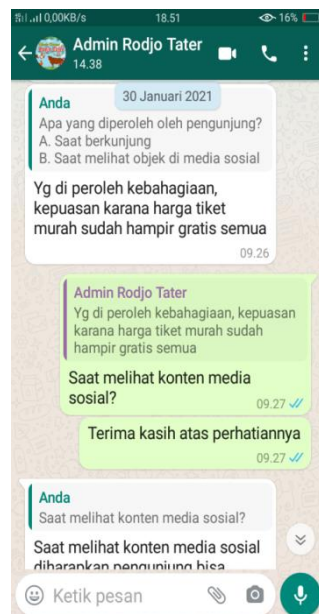 0,00KB/s 18.51 16%
Admin Rodjo Tater
14.38
30 Januari 2021
Anda
Apa yang diperoleh oleh pengunjung?
A. Saat berkunjung
B. Saat melihat objek di media sosial
Yg di peroleh kebahagiaan,
kepuasan karana harga tiket
murah sudah hampir gratis semua
09.26
Admin Rodjo Tater
Yg di peroleh kebahagiaan, kepuasan
karana harga tiket murah sudah
hampir gratis semua
Saat melihat konten media
sosial?
09.27
Terima kasih atas perhatiannya
09.27
Anda
Saat melihat konten media sosial?
Saat melihat konten media sosial
diharapkan pengunjung bisa
Ketik pesan